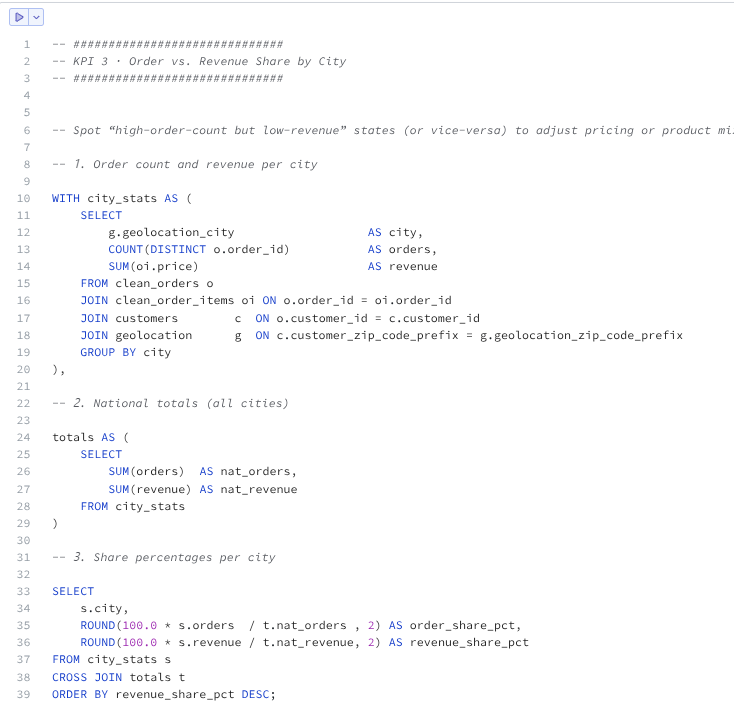 1 -- ##############################
2 -- KPI 3 · Order vs. Revenue Share by City
3 -- ##############################
4
5
6 -- Spot “high-order-count but low-revenue” states (or vice-versa) to adjust pricing or product
7
8 -- 1. Order count and revenue per city
9
10 WITH city_stats AS (
11     SELECT
12         g.geolocation_city                   AS city,
13         COUNT(DISTINCT o.order_id)           AS orders,
14         SUM(oi.price)                        AS revenue
15     FROM clean_orders o
16     JOIN clean_order_items oi ON o.order_id = oi.order_id
17     JOIN customers        c  ON o.customer_id = c.customer_id
18     JOIN geolocation      g  ON c.customer_zip_code_prefix = g.geolocation_zip_code_prefix
19     GROUP BY city
20 ),
21
22 -- 2. National totals (all cities)
23
24 totals AS (
25     SELECT
26         SUM(orders)  AS nat_orders,
27         SUM(revenue) AS nat_revenue
28     FROM city_stats
29 )
30
31 -- 3. Share percentages per city
32
33 SELECT
34     s.city,
35     ROUND(100.0 * s.orders  / t.nat_orders , 2) AS order_share_pct,
36     ROUND(100.0 * s.revenue / t.nat_revenue, 2) AS revenue_share_pct
37 FROM city_stats s
38 CROSS JOIN totals t
39 ORDER BY revenue_share_pct DESC;